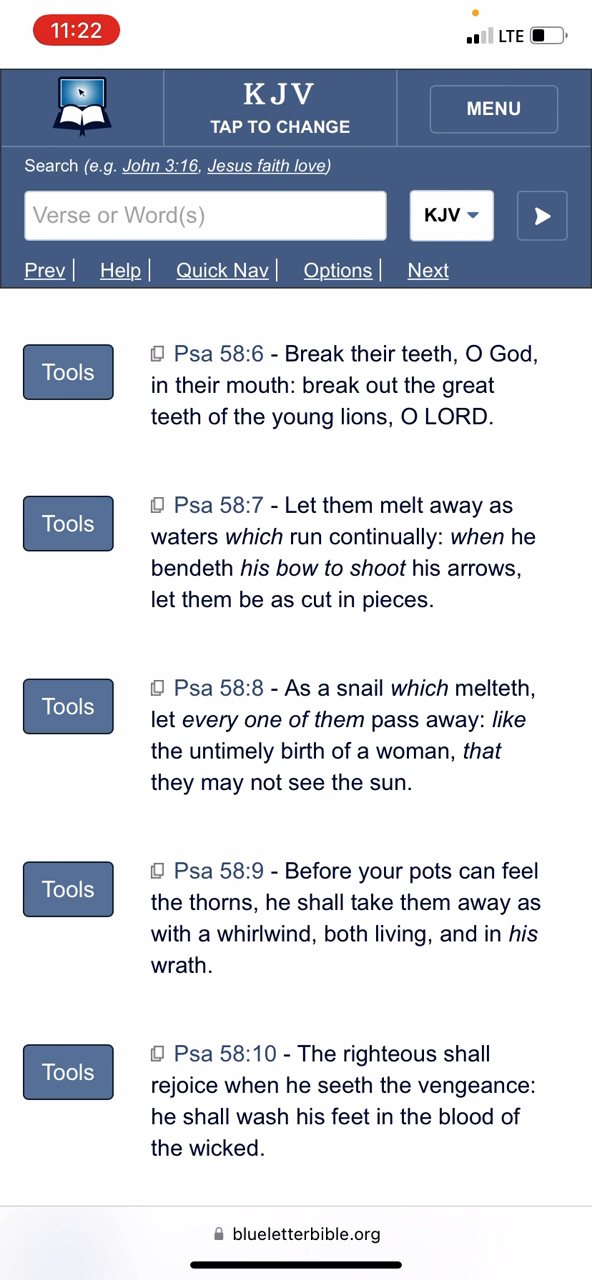 11:22
LTE
KJV
TAP TO CHANGE
MENU
Search (e.g. John 3:16, Jesus faith love)
Verse or Word(s)
KJV
Prev | Help | Quick Nav | Options | Next
Tools
Psa 58:6 - Break their teeth, O God,
in their mouth: break out the great
teeth of the young lions, O LORD.
Tools
Psa 58:7 - Let them melt away as
waters which run continually: when he
bendeth his bow to shoot his arrows,
let them be as cut in pieces.
Tools
Psa 58:8 - As a snail which melteth,
let every one of them pass away: like
the untimely birth of a woman, that
they may not see the sun.
Tools
Psa 58:9 - Before your pots can feel
the thorns, he shall take them away as
with a whirlwind, both living, and in his
wrath.
Tools
Psa 58:10 - The righteous shall
rejoice when he seeth the vengeance:
he shall wash his feet in the blood of
the wicked.
blueletterbible.org